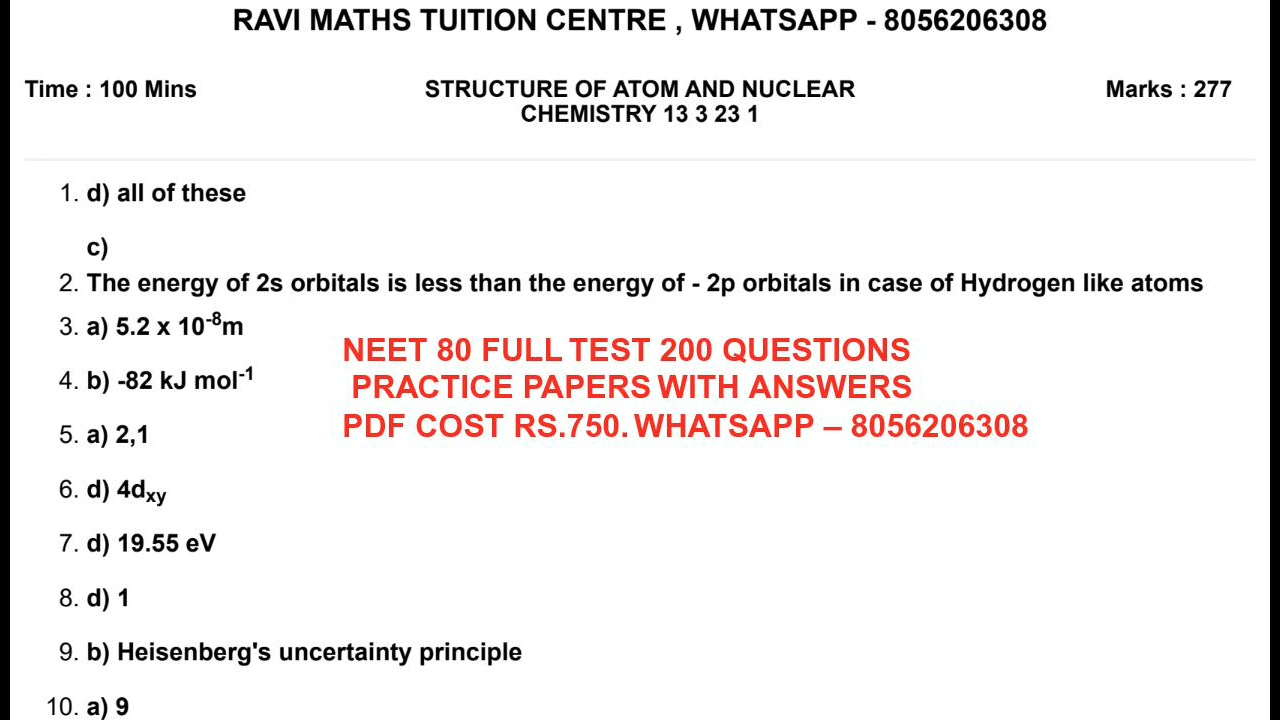 RAVI MATHS TUITION CENTRE , WHATSAPP - 8056206308
Time : 100 Mins
STRUCTURE OF ATOM AND NUCLEAR
CHEMISTRY 13 3 23 1
Marks : 277
1. d) all of these
c)
2. The energy of 2s orbitals is less than the energy of - 2p orbitals in case of Hydrogen like atoms
3. a) 5.2 x 10⁻⁸m
NEET 80 FULL TEST 200 QUESTIONS
PRACTICE PAPERS WITH ANSWERS
PDF COST RS.750. WHATSAPP – 8056206308
4. b) -82 kJ mol⁻¹
5. a) 2,1
6. d) 4dxy
7. d) 19.55 eV
8. d) 1
9. b) Heisenberg's uncertainty principle
10. a) 9